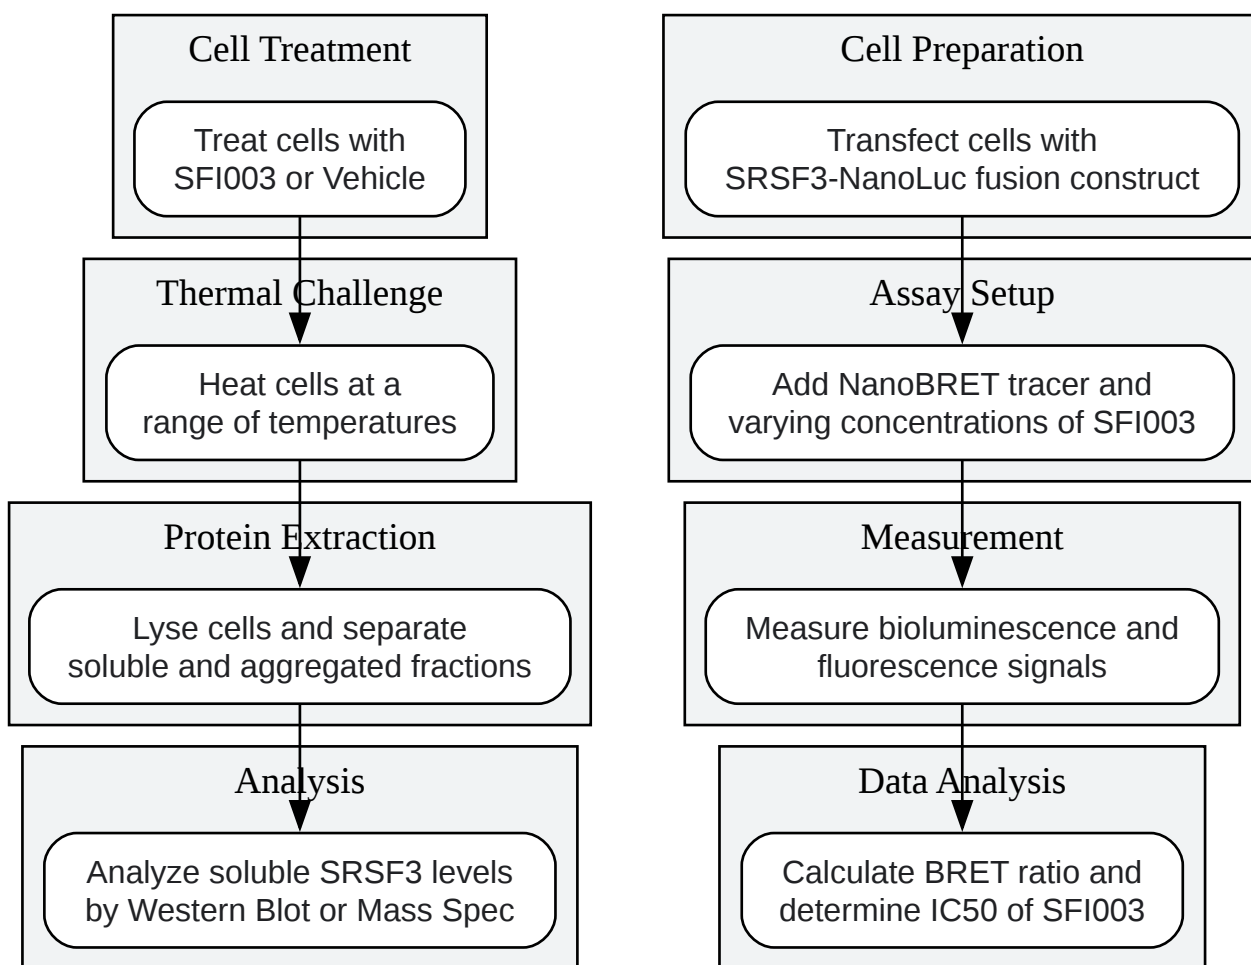 Cell Treatment
Treat cells with
SFI003 or Vehicle
Thermal Challenge
Heat cells at a
range of temperatures
Protein Extraction
Lyse cells and separate
soluble and aggregated fractions
Analysis
Analyze soluble SRSF3 levels
by Western Blot or Mass Spec
Cell Preparation
Transfect cells with
SRSF3-NanoLuc fusion construct
Assay Setup
Add NanoBRET tracer and
varying concentrations of SFI003
Measurement
Measure bioluminescence and
fluorescence signals
Data Analysis
Calculate BRET ratio and
determine IC50 of SFI003